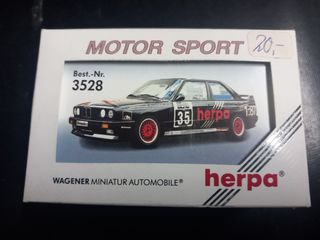 MOTOR SPORT
20,-
Best.-Nr.
3528
35
herpa
WAGENER MINIATUR AUTOMOBILE®
herpa®